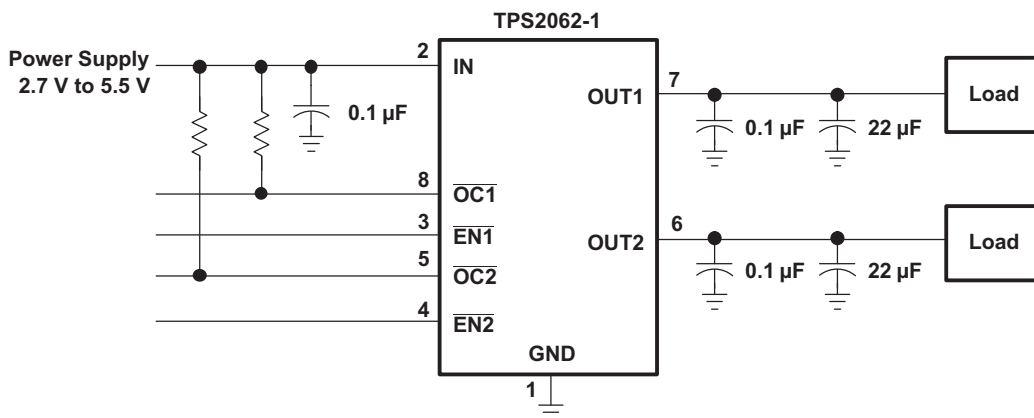 TPS2062-1
Power Supply
2.7 V to 5.5 V
2
IN
0.1 µF
8
OC1
3
EN1
5
OC2
4
EN2
GND
1
OUT1
7
0.1 µF
22 µF
Load
OUT2
6
0.1 µF
22 µF
Load